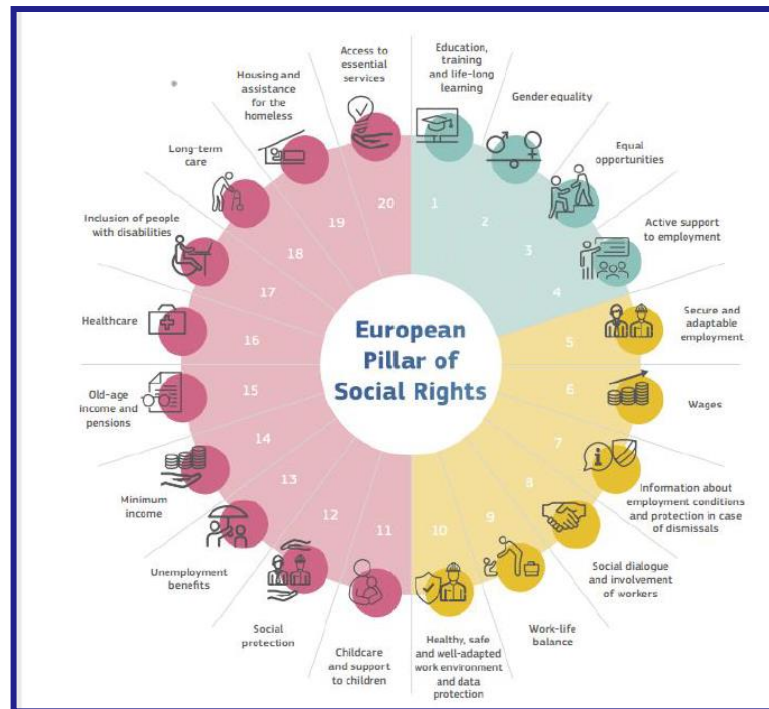 European
Pillar of
Social Rights
1
Education,
training
and life-long
learning
2
Gender equality
3
Equal
opportunities
4
Active support
to employment
5
Secure and
adaptable
employment
6
Wages
7
Information about
employment conditions
and protection in case
of dismissals
8
Social dialogue
and involvement
of workers
9
Work-life
balance
10
Healthy, safe
and well-adapted
work environment
and data
protection
11
Childcare
and support
to children
12
Social
protection
13
Unemployment
benefits
14
Minimum
income
15
Old-age
income and
pensions
16
Healthcare
17
Inclusion of people
with disabilities
18
Long-term
care
19
Housing and
assistance
for the
homeless
20
Access to
essential
services